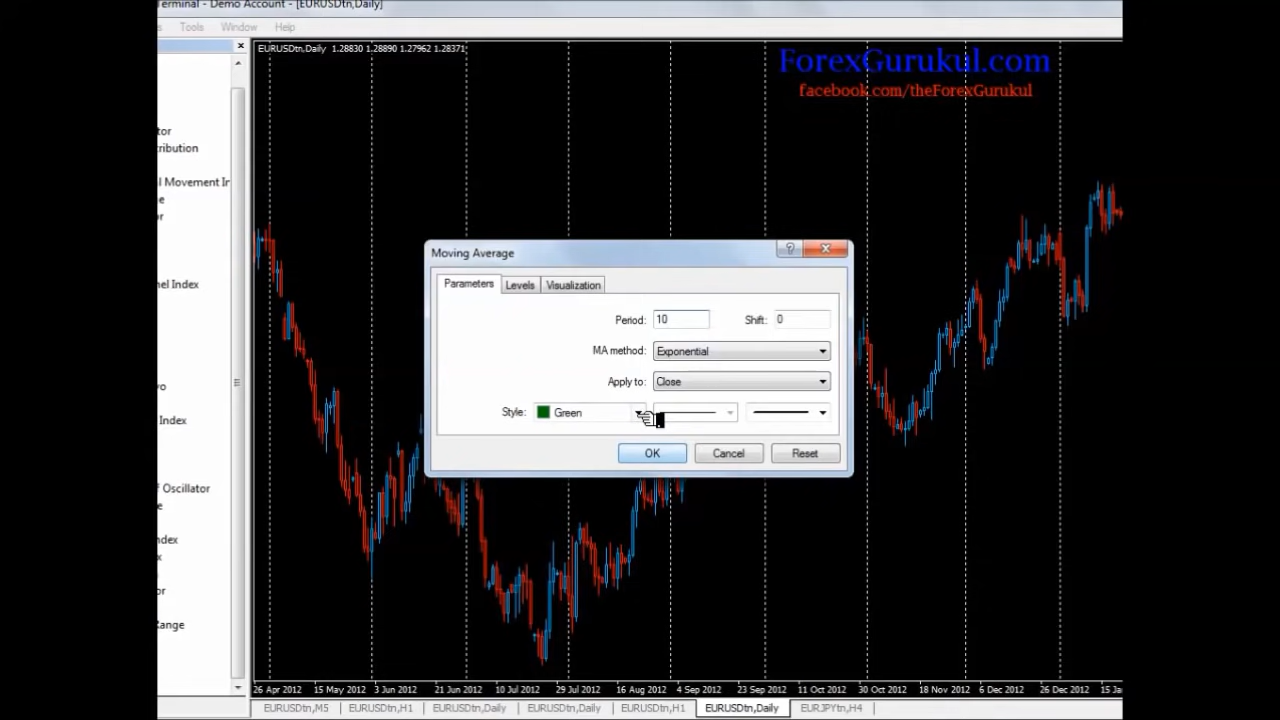 Terminal - Demo Account - [EURUSDtn,Daily]
Tools Window Help
EURUSDtn,Daily 1.28830 1.28890 1.27962 1.28371
ForexGurukul.com
facebook.com/theForexGurukul
tor
tribution
l Movement In
e
or
nel Index
o
Index
f Oscillator
e
ndex
x
or
Range
Moving Average
Parameters Levels Visualization
Period: 10 Shift: 0
MA method: Exponential
Apply to: Close
Style: Green
OK Cancel Reset
26 Apr 2012 15 May 2012 3 Jun 2012 21 Jun 2012 10 Jul 2012 29 Jul 2012 16 Aug 2012 4 Sep 2012 23 Sep 2012 11 Oct 2012 30 Oct 2012 18 Nov 2012 6 Dec 2012 26 Dec 2012 15 Ja
EURUSDtn,M5 EURUSDtn,H1 EURUSDtn,Daily EURUSDtn,Daily EURUSDtn,H1 EURUSDtn,Daily EURJPYtn,H4